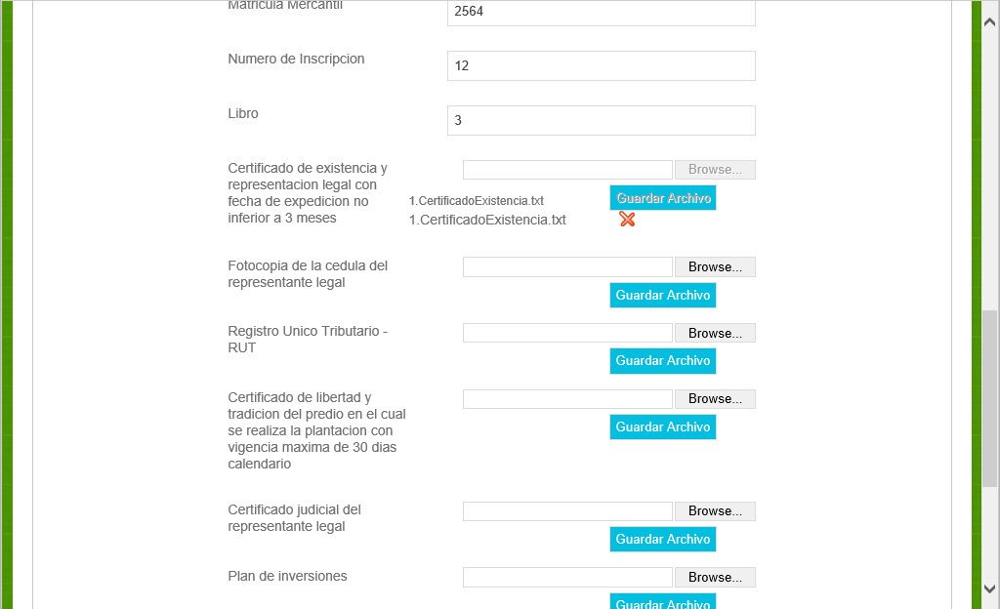 Matricula Mercantil
2564
Numero de Inscripcion
12
Libro
3
Certificado de existencia y
representacion legal con
fecha de expedicion no
inferior a 3 meses
Browse...
1.CertificadoExistencia.txt
Guardar Archivo
1.CertificadoExistencia.txt
Fotocopia de la cedula del
representante legal
Browse...
Guardar Archivo
Registro Unico Tributario -
RUT
Browse...
Guardar Archivo
Certificado de libertad y
tradicion del predio en el cual
se realiza la plantacion con
vigencia maxima de 30 dias
calendario
Browse...
Guardar Archivo
Certificado judicial del
representante legal
Browse...
Guardar Archivo
Plan de inversiones
Browse...
Guardar Archivo